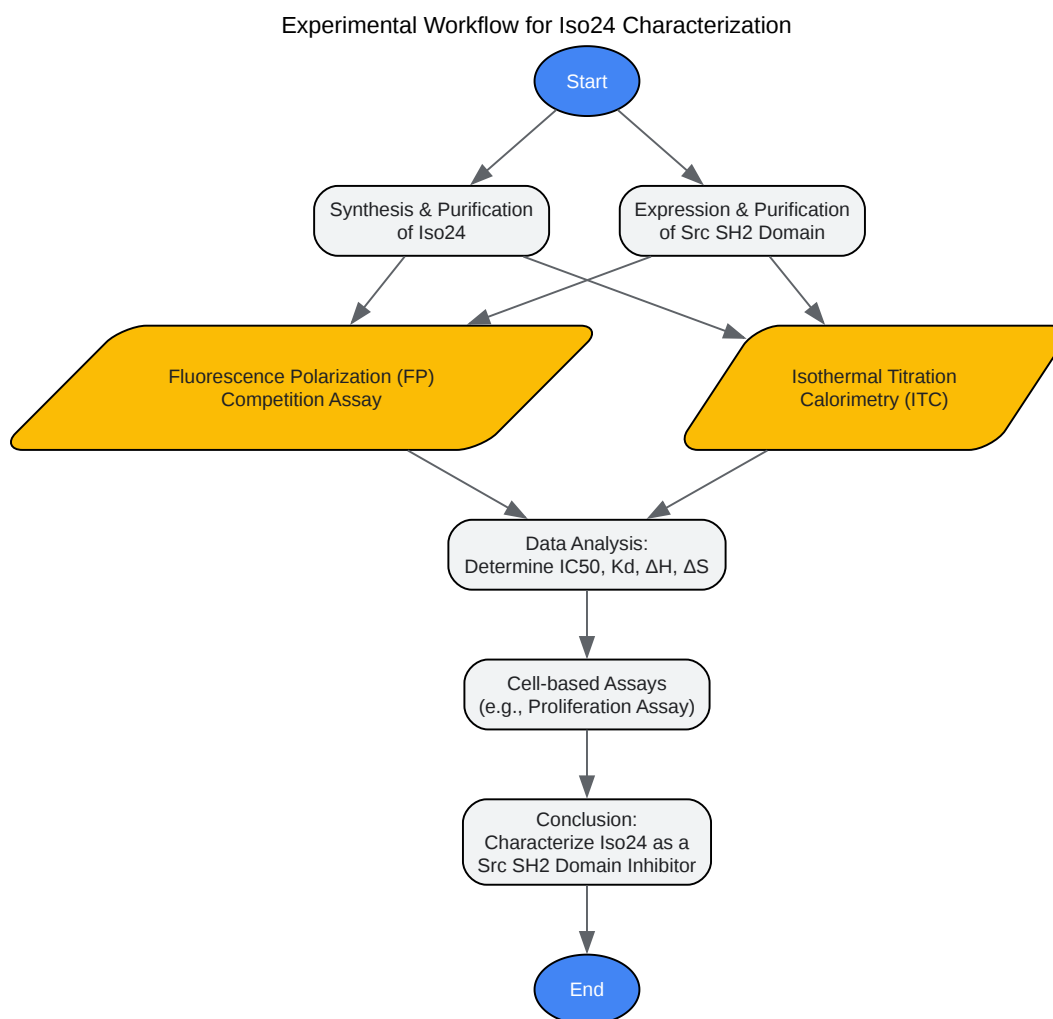 Experimental Workflow for Iso24 Characterization
Start
Synthesis & Purification
of Iso24
Expression & Purification
of Src SH2 Domain
Fluorescence Polarization (FP)
Competition Assay
Isothermal Titration
Calorimetry (ITC)
Data Analysis:
Determine IC50, Kd, ΔH, ΔS
Cell-based Assays
(e.g., Proliferation Assay)
Conclusion:
Characterize Iso24 as a
Src SH2 Domain Inhibitor
End